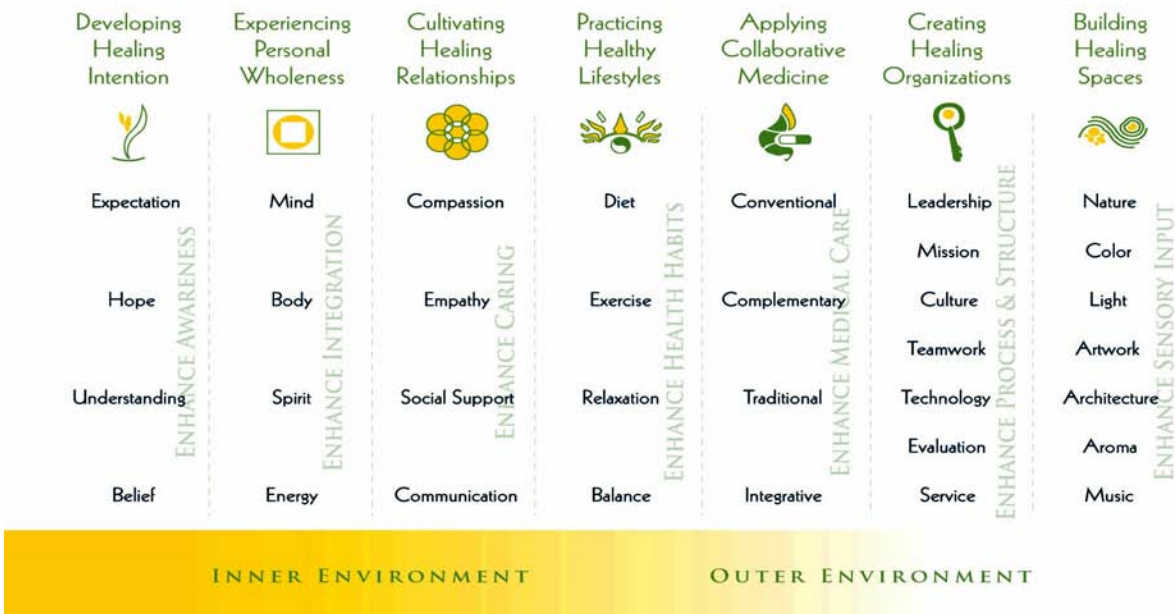 Developing
Healing
Intention
Expectation
Hope
Understanding
Belief
ENHANCE AWARENESS
Experiencing
Personal
Wholeness
Mind
Body
Spirit
Energy
ENHANCE INTEGRATION
Cultivating
Healing
Relationships
Compassion
Empathy
Social Support
Communication
ENHANCE CARING
Practicing
Healthy
Lifestyles
Diet
Exercise
Relaxation
Balance
ENHANCE HEALTH HABITS
Applying
Collaborative
Medicine
Conventional
Complementary
Traditional
Integrative
ENHANCE MEDICAL CARE
Creating
Healing
Organizations
Leadership
Mission
Culture
Teamwork
Technology
Evaluation
Service
ENHANCE PROCESS & STRUCTURE
Building
Healing
Spaces
Nature
Color
Light
Artwork
Architecture
Aroma
Music
ENHANCE SENSORY INPUT
INNER ENVIRONMENT
OUTER ENVIRONMENT